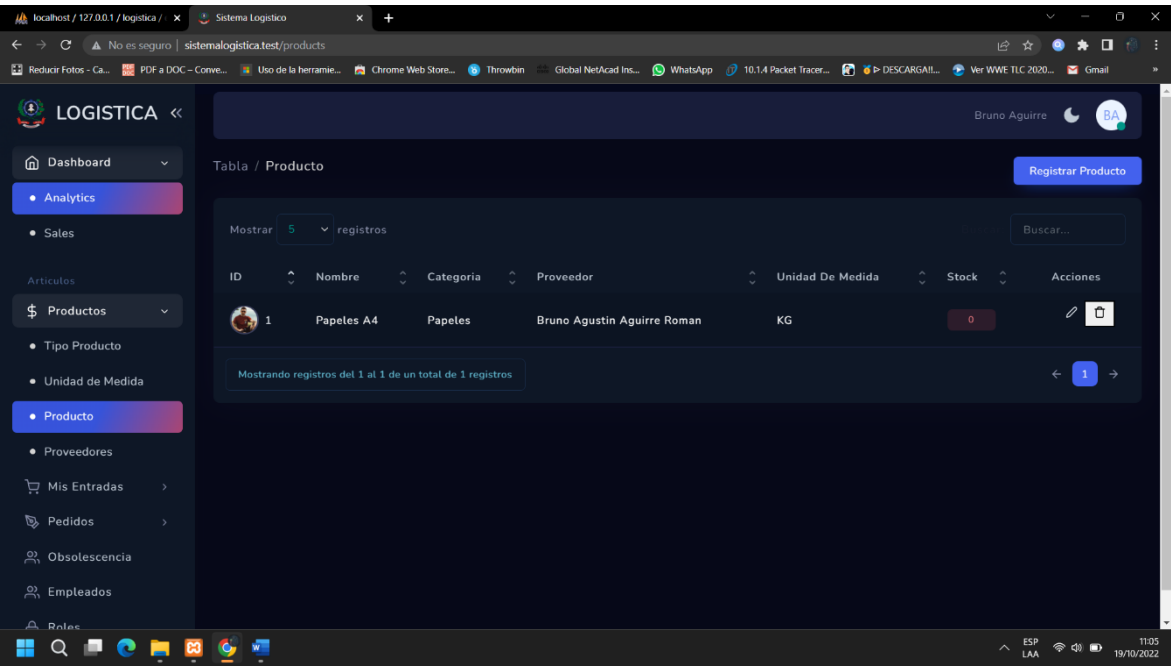 localhost / 127.0.0.1 / logistica /
Sistema Logistico
No es seguro | sistemalogistica.test/products
Reducir Fotos - Ca... PDF a DOC – Conve... Uso de la herramie... Chrome Web Store... Throwbin Global NetAcad Ins... WhatsApp 10.1.4 Packet Tracer... DESCARGA!!... Ver WWE TLC 2020... Gmail »
LOGISTICA «
Bruno Aguirre BA
Dashboard
Analytics
Sales
Articulos
$ Productos
Tipo Producto
Unidad de Medida
Producto
Proveedores
Mis Entradas
Pedidos
Obsolescencia
Empleados
Roles
Tabla / Producto
Registrar Producto
Mostrar 5 registros
Buscar...
ID Nombre Categoria Proveedor Unidad De Medida Stock Acciones
1 Papeles A4 Papeles Bruno Agustin Aguirre Roman KG 0
Mostrando registros del 1 al 1 de un total de 1 registros
← 1 →
ESP
LAA
11:05
19/10/2022